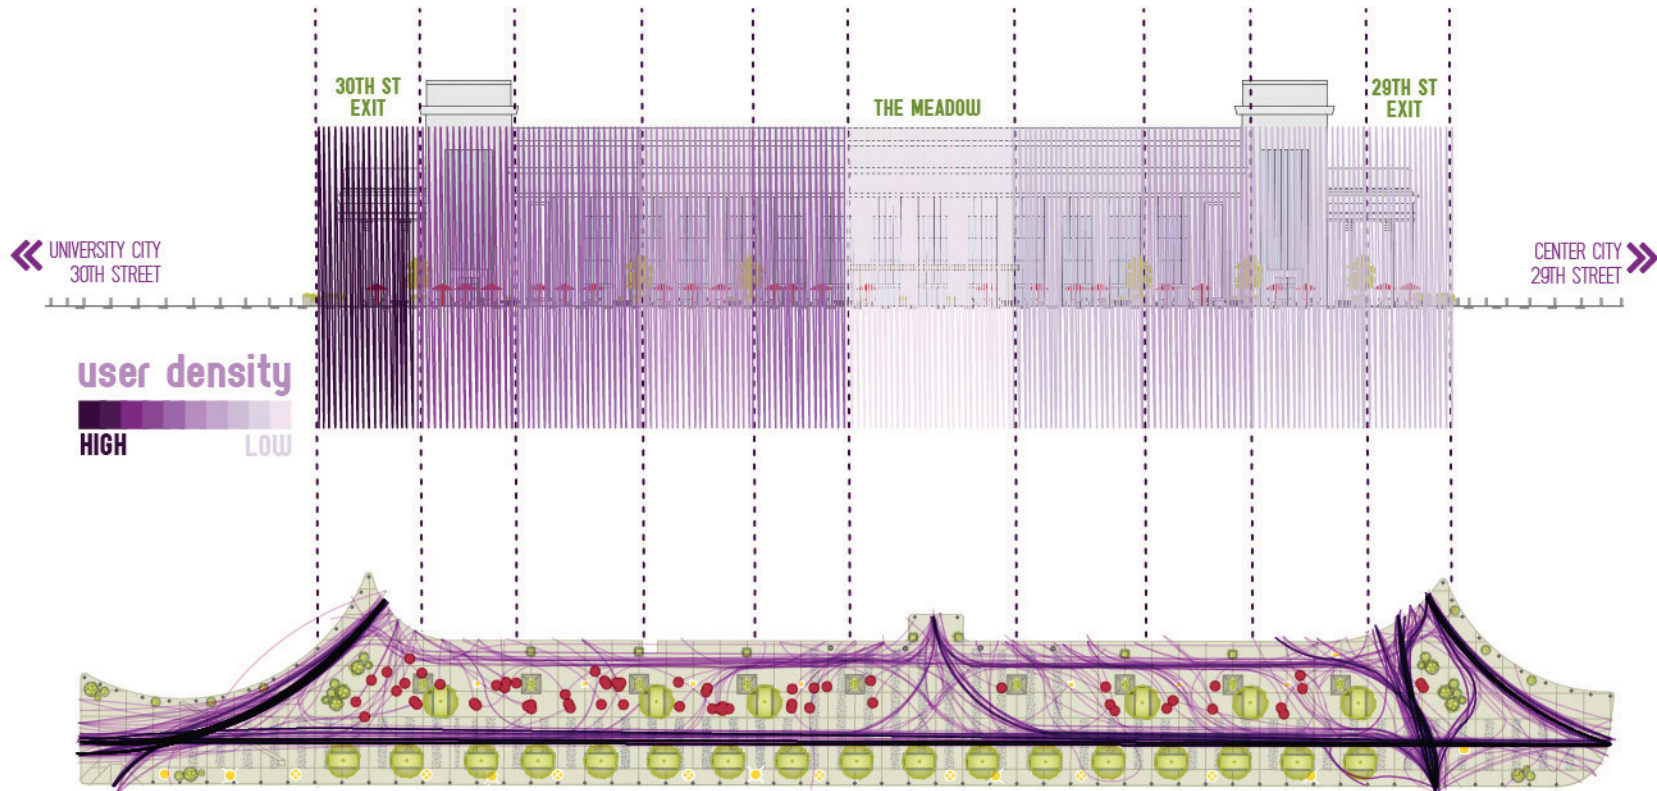 30TH ST
EXIT
THE MEADOW
29TH ST
EXIT
UNIVERSITY CITY
30TH STREET
CENTER CITY
29TH STREET
user density
HIGH
LOW